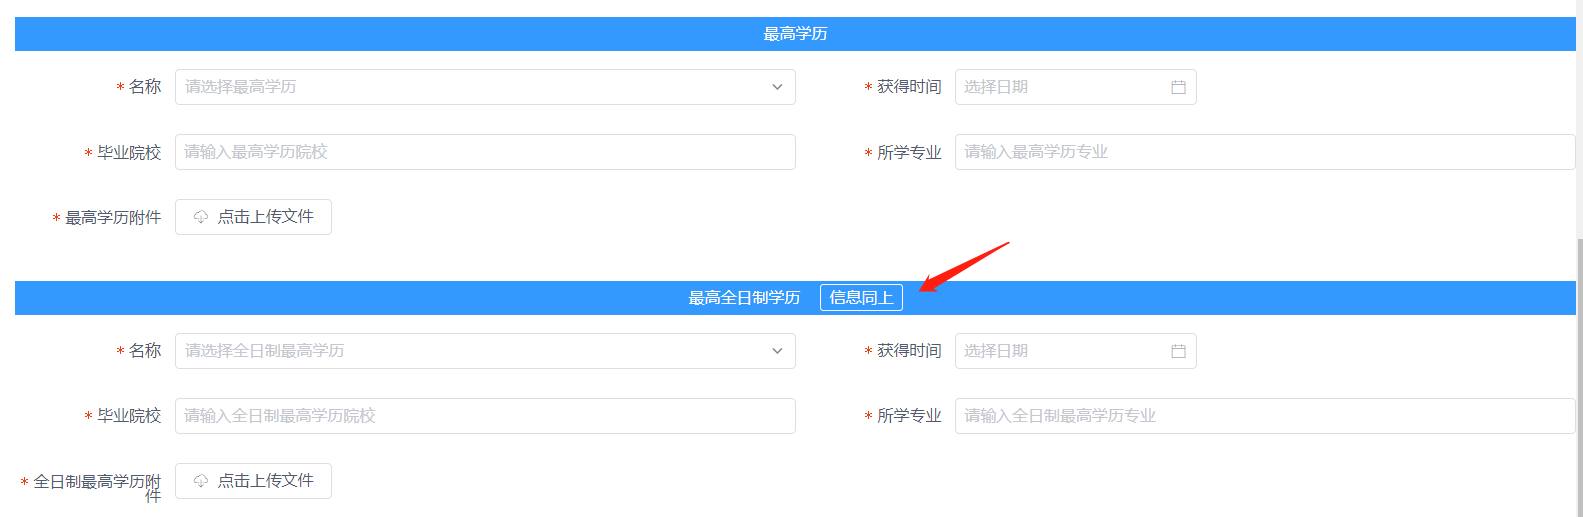 最高学历
* 名称 请选择最高学历 * 获得时间 选择日期
* 毕业院校 请输入最高学历院校 * 所学专业 请输入最高学历专业
* 最高学历附件 点击上传文件
最高全日制学历 信息同上
* 名称 请选择全日制最高学历 * 获得时间 选择日期
* 毕业院校 请输入全日制最高学历院校 * 所学专业 请输入全日制最高学历专业
* 全日制最高学历附 点击上传文件
件